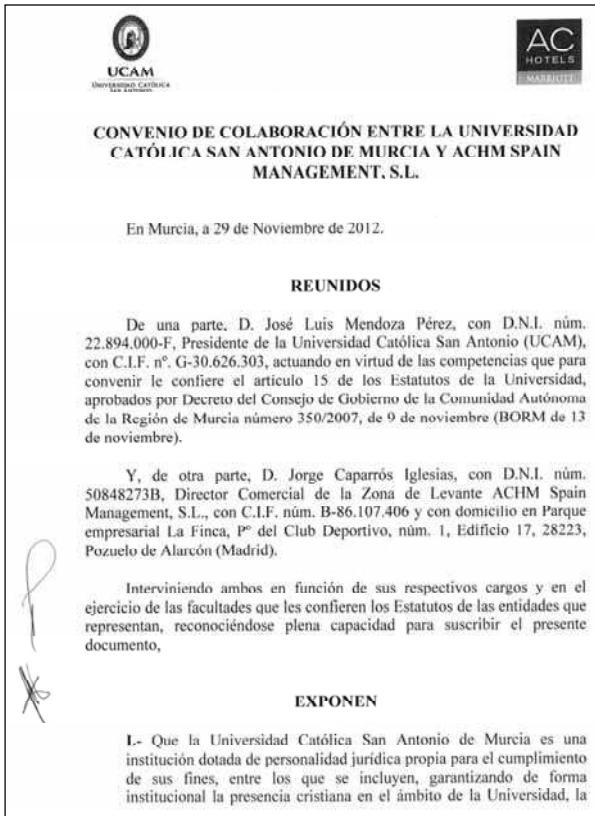 UCAM
UNIVERSIDAD CATÓLICA
SAN ANTONIO
AC
HOTELS
MARRIOTT
CONVENIO DE COLABORACIÓN ENTRE LA UNIVERSIDAD
CATÓLICA SAN ANTONIO DE MURCIA Y ACHM SPAIN
MANAGEMENT, S.L.
En Murcia, a 29 de Noviembre de 2012.
REUNIDOS
De una parte, D. José Luis Mendoza Pérez, con D.N.I. núm.
22.894.000-F, Presidente de la Universidad Católica San Antonio (UCAM),
con C.I.F. nº. G-30.626.303, actuando en virtud de las competencias que para
convenir le confiere el artículo 15 de los Estatutos de la Universidad,
aprobados por Decreto del Consejo de Gobierno de la Comunidad Autónoma
de la Región de Murcia número 350/2007, de 9 de noviembre (BORM de 13
de noviembre).
Y, de otra parte, D. Jorge Caparrós Iglesias, con D.N.I. núm.
50848273B, Director Comercial de la Zona de Levante ACHM Spain
Management, S.L., con C.I.F. núm. B-86.107.406 y con domicilio en Parque
empresarial La Finca, Pº del Club Deportivo, núm. 1, Edificio 17, 28223,
Pozuelo de Alarcón (Madrid).
Interviniendo ambos en función de sus respectivos cargos y en el
ejercicio de las facultades que les confieren los Estatutos de las entidades que
representan, reconociéndose plena capacidad para suscribir el presente
documento,
EXPONEN
I.- Que la Universidad Católica San Antonio de Murcia es una
institución dotada de personalidad jurídica propia para el cumplimiento
de sus fines, entre los que se incluyen, garantizando de forma
institucional la presencia cristiana en el ámbito de la Universidad, la